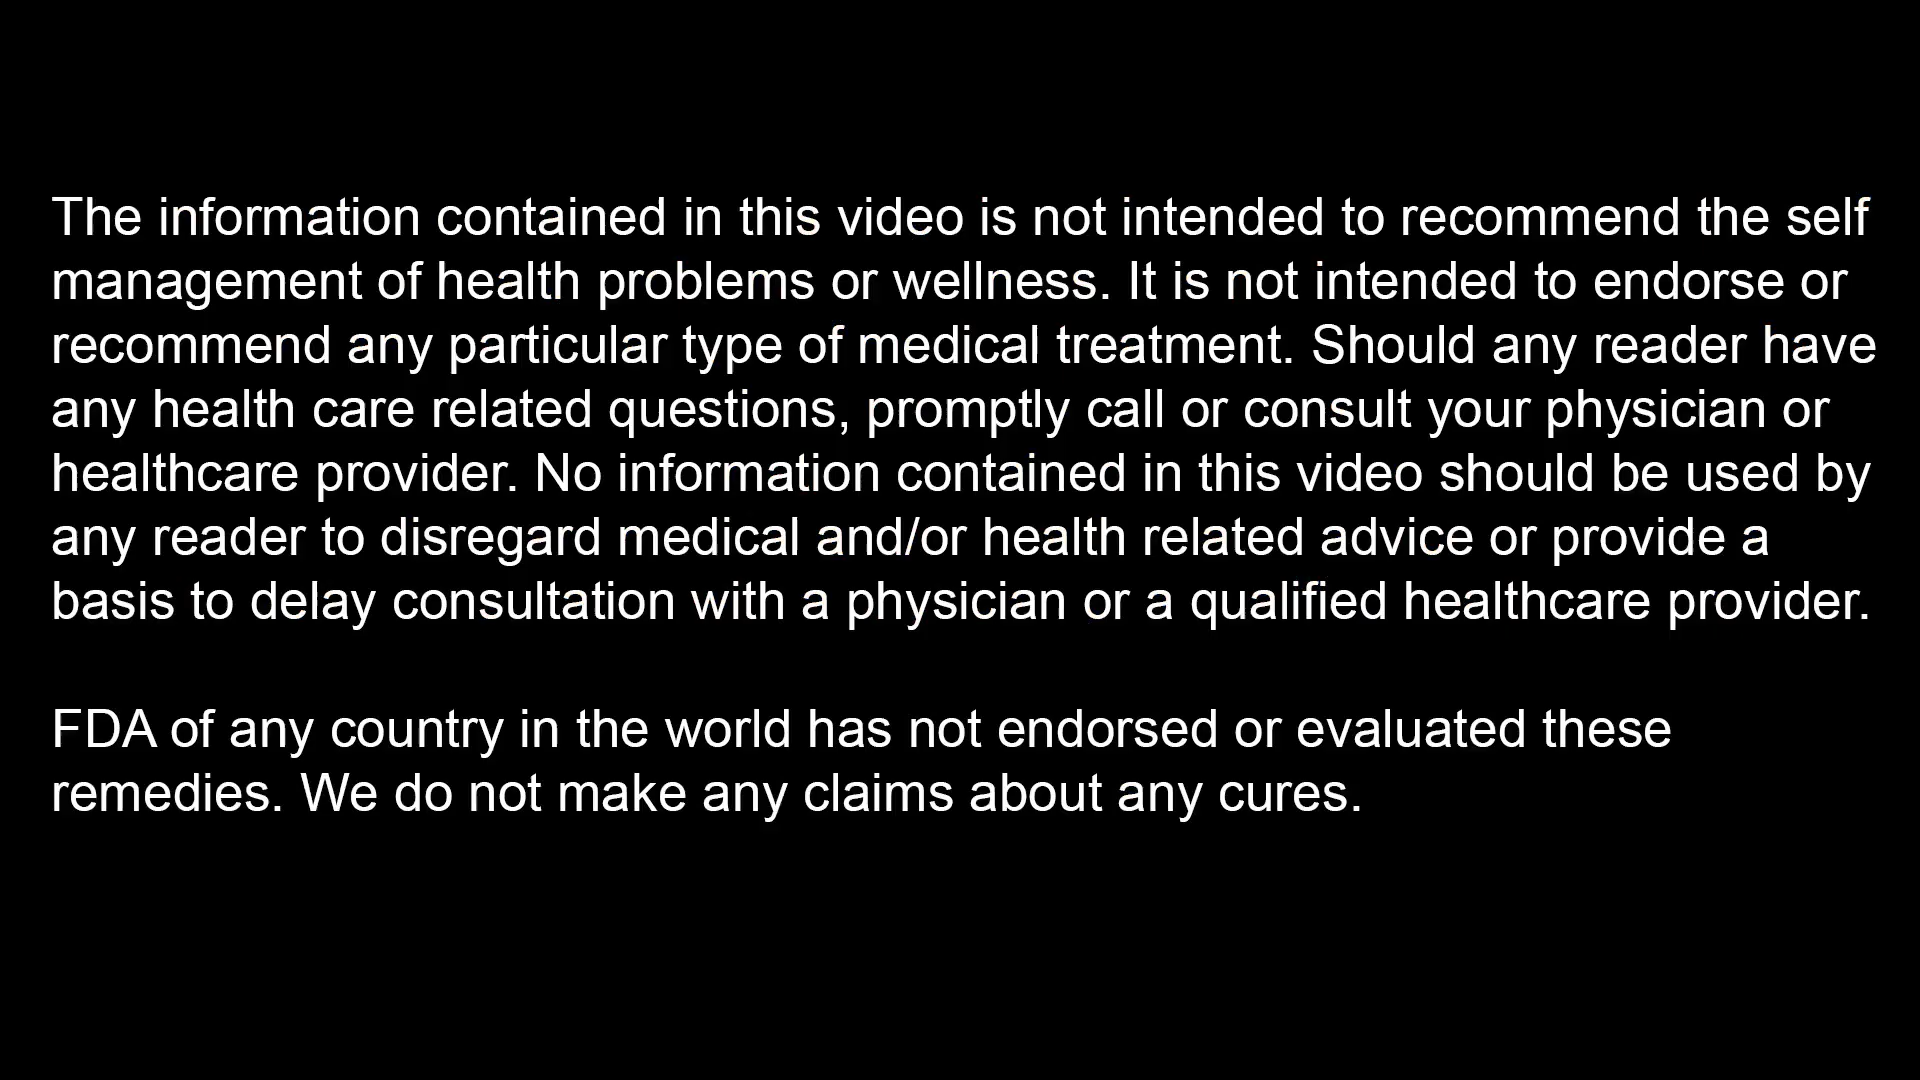 The information contained in this video is not intended to recommend the self
management of health problems or wellness. It is not intended to endorse or
recommend any particular type of medical treatment. Should any reader have
any health care related questions, promptly call or consult your physician or
healthcare provider. No information contained in this video should be used by
any reader to disregard medical and/or health related advice or provide a
basis to delay consultation with a physician or a qualified healthcare provider.
FDA of any country in the world has not endorsed or evaluated these
remedies. We do not make any claims about any cures.